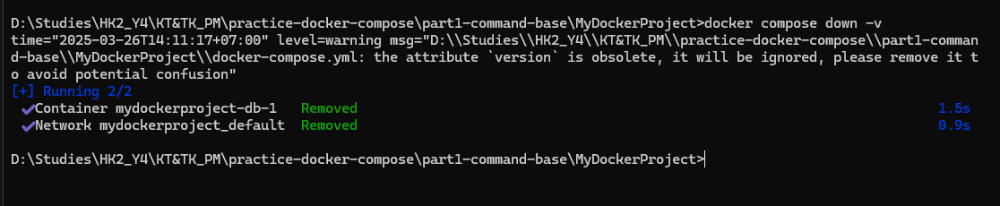 D:\Studies\HK2_Y4\KT&TK_PM\practice-docker-compose\part1-command-base\MyDockerProject>docker compose down -v
time="2025-03-26T14:11:17+07:00" level=warning msg="D:\\Studies\\HK2_Y4\\KT&TK_PM\\practice-docker-compose\\part1-comman
d-base\\MyDockerProject\\docker-compose.yml: the attribute `version` is obsolete, it will be ignored, please remove it t
o avoid potential confusion"
[+] Running 2/2
✔Container mydockerproject-db-1 Removed 1.5s
✔Network mydockerproject_default Removed 0.9s
D:\Studies\HK2_Y4\KT&TK_PM\practice-docker-compose\part1-command-base\MyDockerProject>